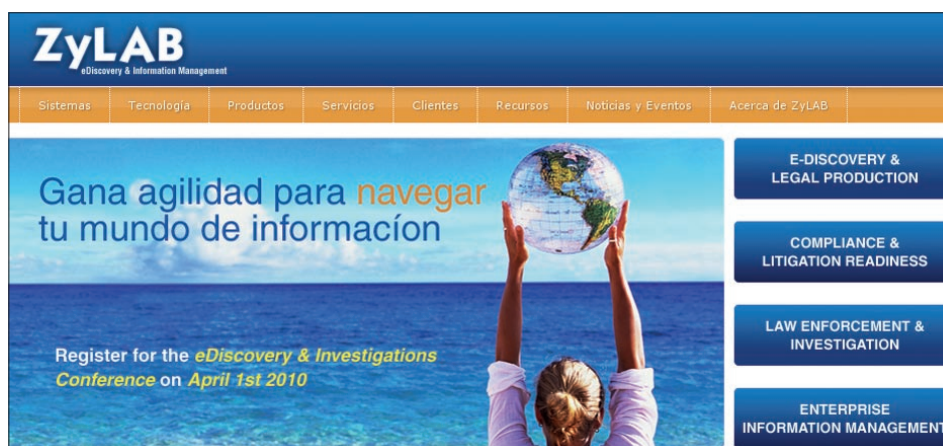 ZyLAB
eDiscovery & Information Management
Sistemas Tecnología Productos Servicios Clientes Recursos Noticias y Eventos Acerca de ZyLAB
Gana agilidad para navegar
tu mundo de informacíon
Register for the eDiscovery & Investigations
Conference on April 1st 2010
E-DISCOVERY &
LEGAL PRODUCTION
COMPLIANCE &
LITIGATION READINESS
LAW ENFORCEMENT &
INVESTIGATION
ENTERPRISE
INFORMATION MANAGEMENT